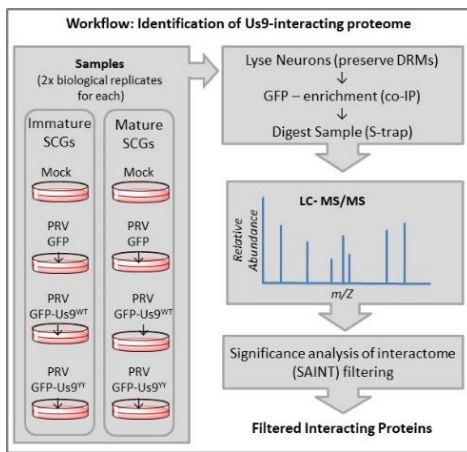 Workflow: Identification of Us9-interacting proteome
Samples
(2x biological replicates
for each)
Immature
SCGs
Mock
PRV
GFP
PRV
GFP-Us9WT
PRV
GFP-Us9YY
Mature
SCGs
Mock
PRV
GFP
PRV
GFP-Us9WT
PRV
GFP-Us9YY
Lyse Neurons (preserve DRMs)
GFP – enrichment (co-IP)
Digest Sample (S-trap)
LC- MS/MS
Relative
Abundance
m/Z
Significance analysis of interactome
(SAINT) filtering
Filtered Interacting Proteins